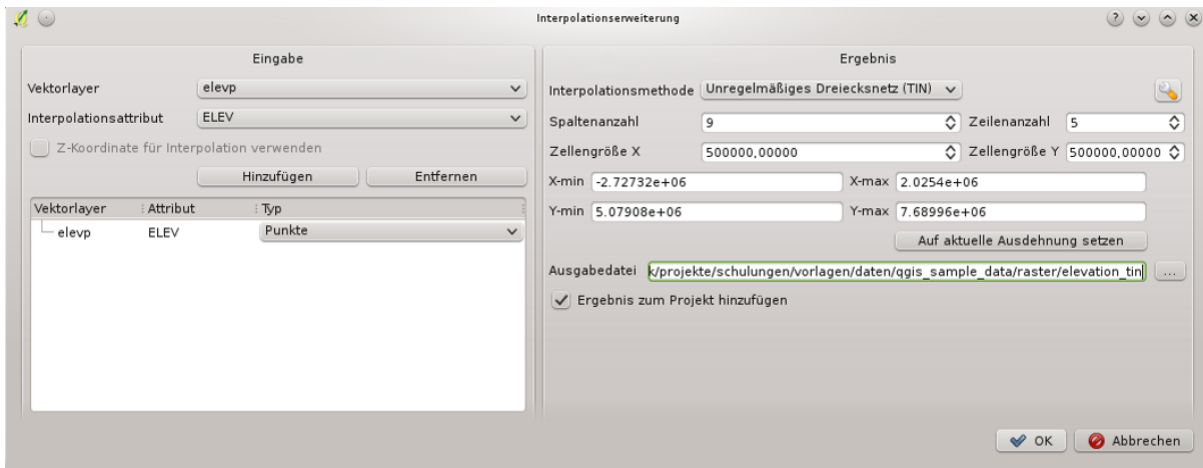 Interpolationserweiterung
Eingabe
Vektorlayer elevp
Interpolationsattribut ELEV
Z-Koordinate für Interpolation verwenden
Hinzufügen Entfernen
Vektorlayer Attribut Typ
elevp ELEV Punkte
Ergebnis
Interpolationsmethode Unregelmäßiges Dreiecksnetz (TIN)
Spaltenanzahl 9 Zeilenanzahl 5
Zellengröße X 500000,00000 Zellengröße Y 500000,00000
X-min -2.72732e+06 X-max 2.0254e+06
Y-min 5.07908e+06 Y-max 7.68996e+06
Auf aktuelle Ausdehnung setzen
Ausgabedatei k/projekte/schulungen/vorlagen/daten/qgis_sample_data/raster/elevation_tin ...
Ergebnis zum Projekt hinzufügen
OK Abbrechen